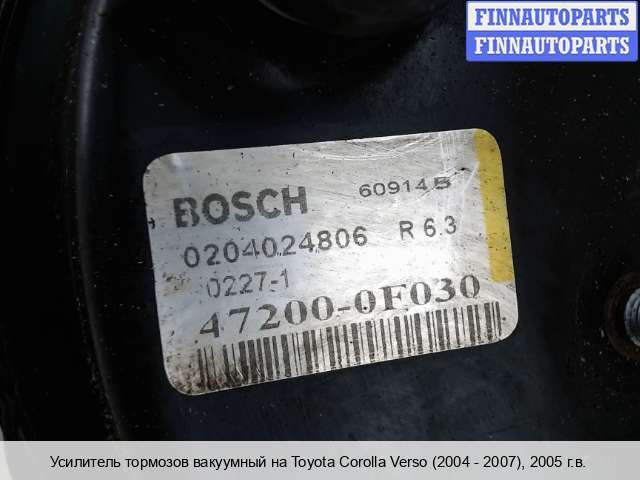 FINNAUTOPARTS
FINNAUTOPARTS
BOSCH 60914 B
0204024806 R 6.3
0227-1
47200-0F030
Усилитель тормозов вакуумный на Toyota Corolla Verso (2004 - 2007), 2005 г.в.